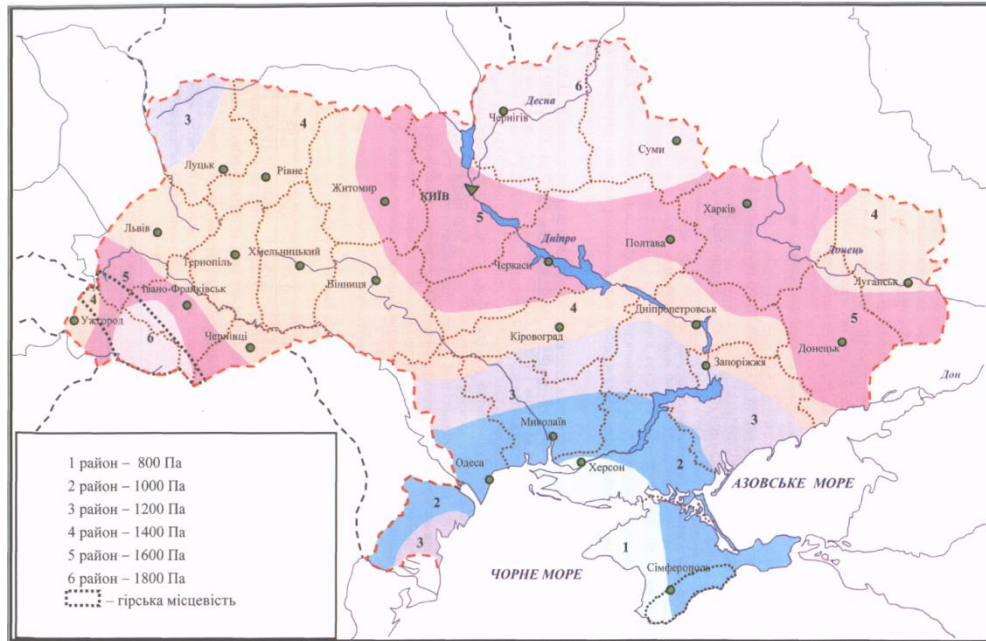 6
Десна
Чернігів
3
4
Суми
Луцьк
Рівне
Житомир
КИЇВ
Харків
5
4
Львів
Дніпро
Полтава
Донець
Тернопіль
Хмельницький
Черкаси
5
Івано-Франківськ
Вінниця
Луганськ
4
4
Дніпропетровськ
5
Ужгород
Кіровоград
6
Чернівці
Донецьк
Запоріжжя
Дон
3
3
Миколаїв
Одеса
Херсон
2
АЗОВСЬКЕ МОРЕ
2
3
1
ЧОРНЕ МОРЕ
Сімферополь
1 район – 800 Па
2 район – 1000 Па
3 район – 1200 Па
4 район – 1400 Па
5 район – 1600 Па
6 район – 1800 Па
– гірська місцевість